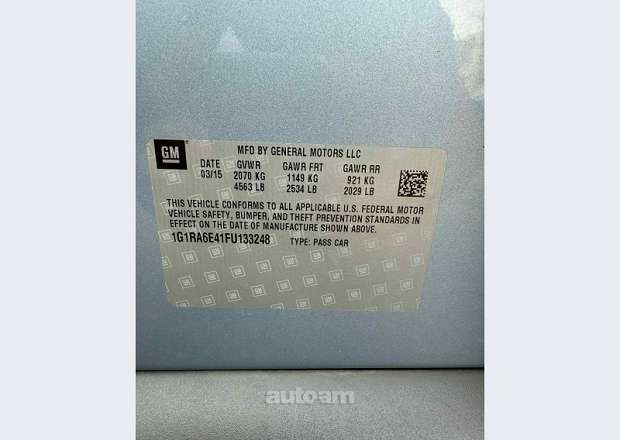 GM
MFD BY GENERAL MOTORS LLC
DATE GVWR GAWR FRT GAWR RR
03/15 2070 KG 1149 KG 921 KG
4563 LB 2534 LB 2029 LB
THIS VEHICLE CONFORMS TO ALL APPLICABLE U.S. FEDERAL MOTOR
VEHICLE SAFETY, BUMPER, AND THEFT PREVENTION STANDARDS IN
EFFECT ON THE DATE OF MANUFACTURE SHOWN ABOVE.
1G1RA6E41FU133248 TYPE: PASS CAR
autoam